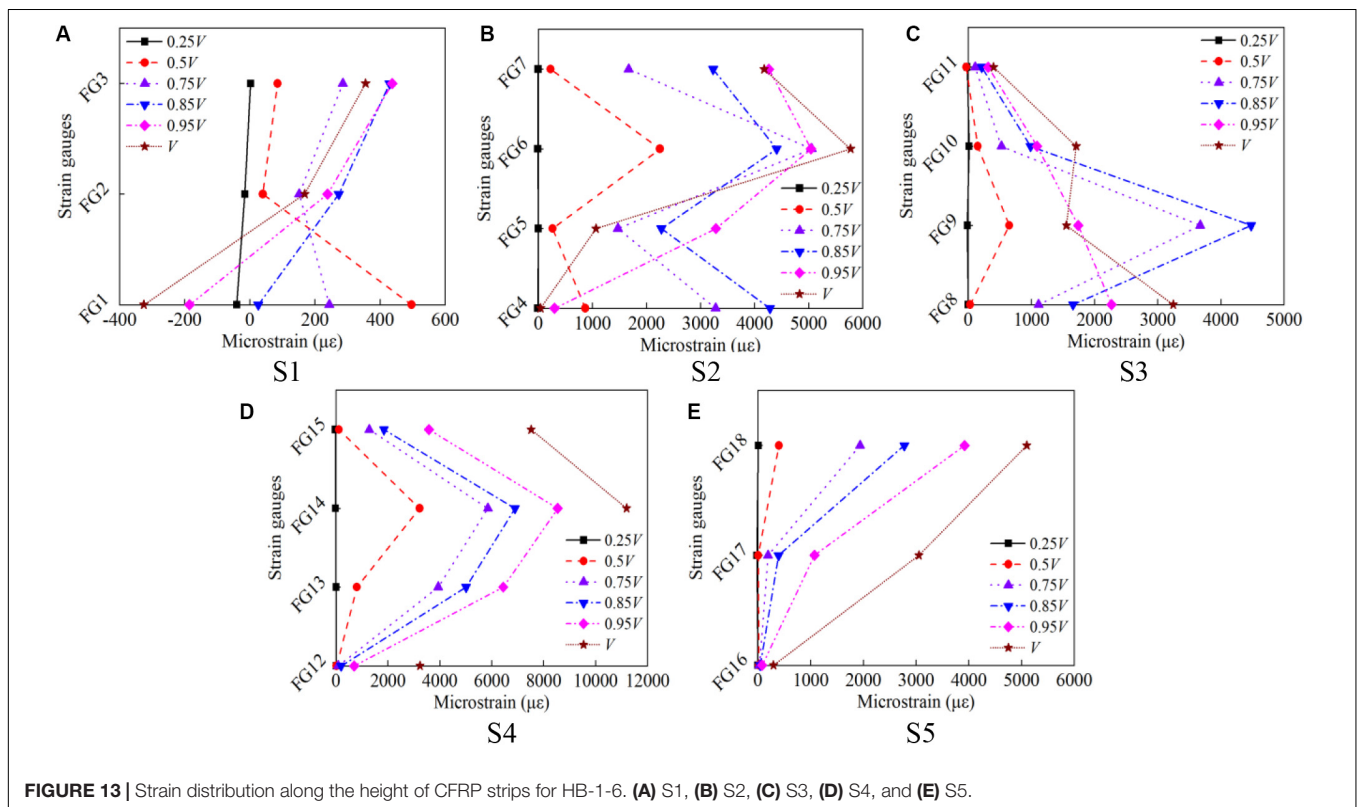 A
0.25V
0.5V
0.75V
0.85V
0.95V
V
Strain gauges
FG3
FG2
FG1
-400 -200 0 200 400 600
Microstrain (με)
S1
B
Strain gauges
FG7
FG6
FG5
FG4
0.25V
0.5V
0.75V
0.85V
0.95V
V
0 1000 2000 3000 4000 5000 6000
Microstrain (με)
S2
C
0.25V
0.5V
0.75V
0.85V
0.95V
V
Strain gauges
FG11
FG10
FG9
FG8
0 1000 2000 3000 4000 5000
Microstrain (με)
S3
D
Strain gauges
FG15
FG14
FG13
FG12
0.25V
0.5V
0.75V
0.85V
0.95V
V
0 2000 4000 6000 8000 10000 12000
Microstrain (με)
S4
E
Strain gauges
FG18
FG17
FG16
0.25V
0.5V
0.75V
0.85V
0.95V
V
0 1000 2000 3000 4000 5000 6000
Microstrain (με)
S5
FIGURE 13 | Strain distribution along the height of CFRP strips for HB-1-6. (A) S1, (B) S2, (C) S3, (D) S4, and (E) S5.